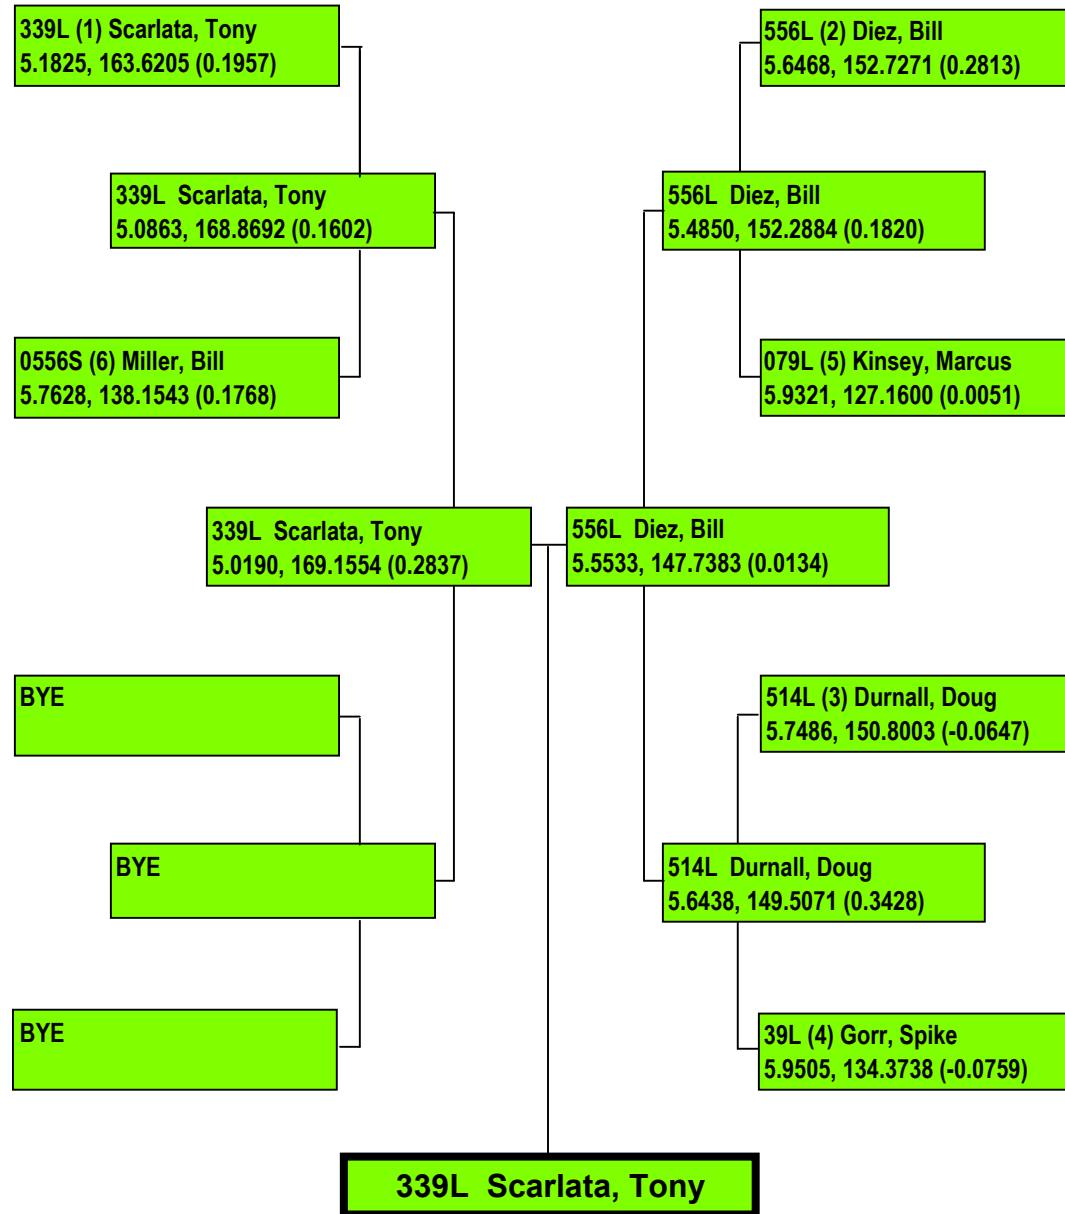 339L (1) Scarlata, Tony
5.1825, 163.6205 (0.1957)
556L (2) Diez, Bill
5.6468, 152.7271 (0.2813)
339L  Scarlata, Tony
5.0863, 168.8692 (0.1602)
556L  Diez, Bill
5.4850, 152.2884 (0.1820)
0556S (6) Miller, Bill
5.7628, 138.1543 (0.1768)
079L (5) Kinsey, Marcus
5.9321, 127.1600 (0.0051)
339L  Scarlata, Tony
5.0190, 169.1554 (0.2837)
556L  Diez, Bill
5.5533, 147.7383 (0.0134)
BYE
514L (3) Durnall, Doug
5.7486, 150.8003 (-0.0647)
BYE
514L  Durnall, Doug
5.6438, 149.5071 (0.3428)
BYE
39L (4) Gorr, Spike
5.9505, 134.3738 (-0.0759)
339L  Scarlata, Tony